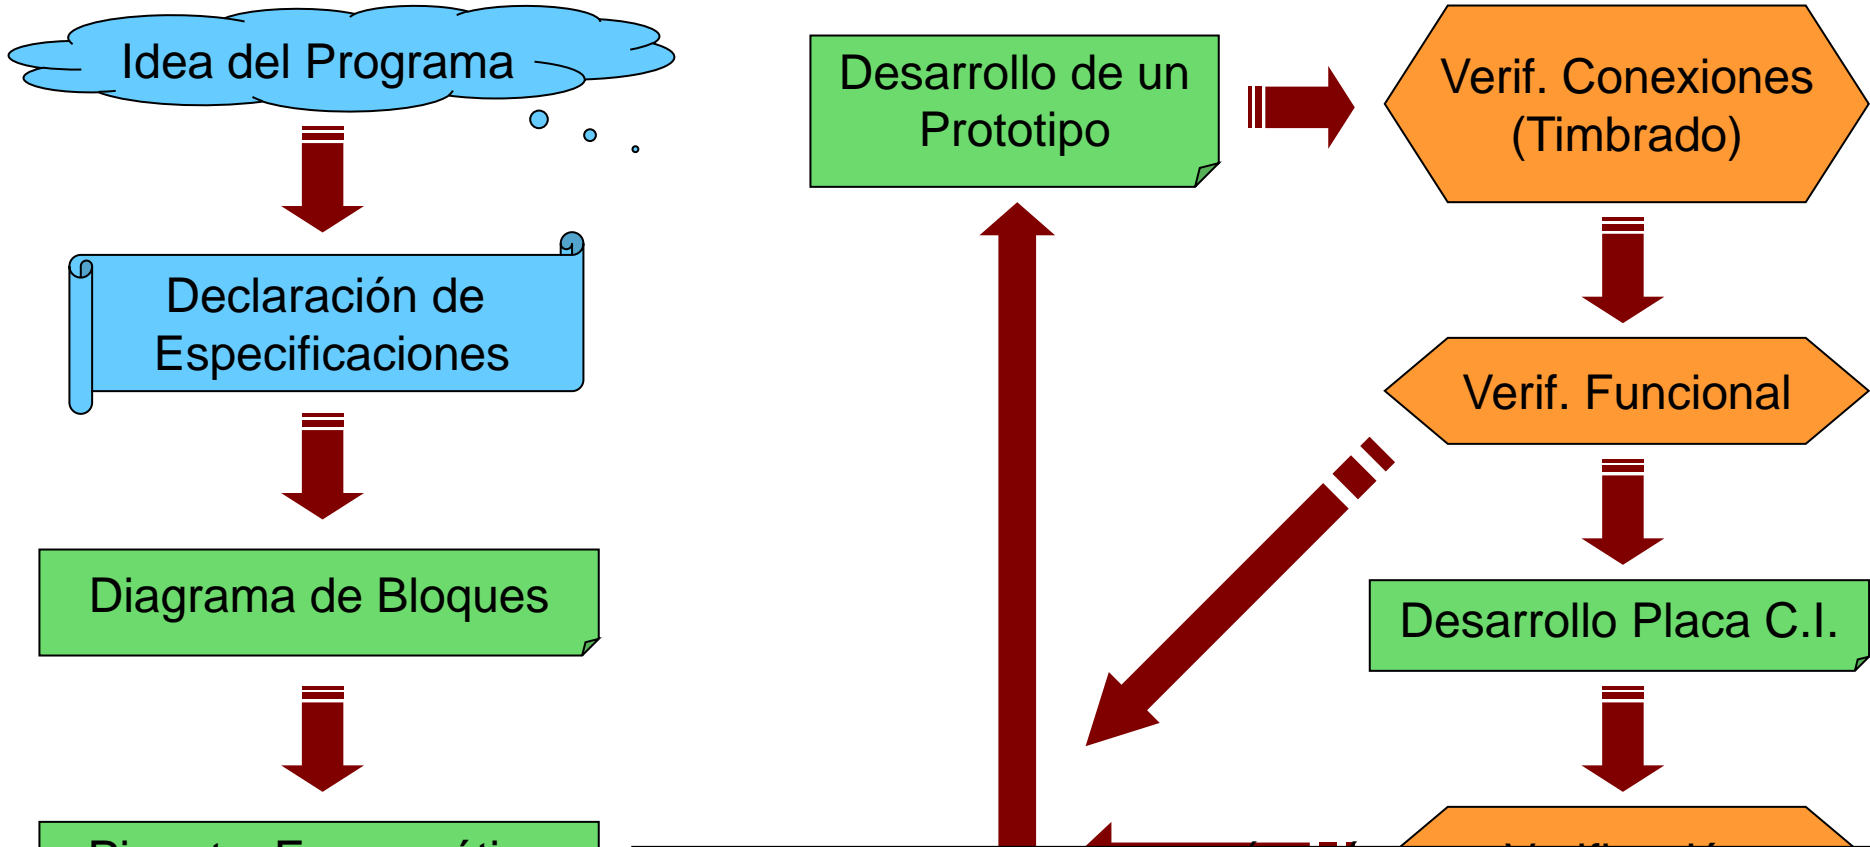 Idea del Programa
Declaración de
Especificaciones
Diagrama de Bloques
Desarrollo de un
Prototipo
Verif. Conexiones
(Timbrado)
Verif. Funcional
Desarrollo Placa C.I.
Verificación